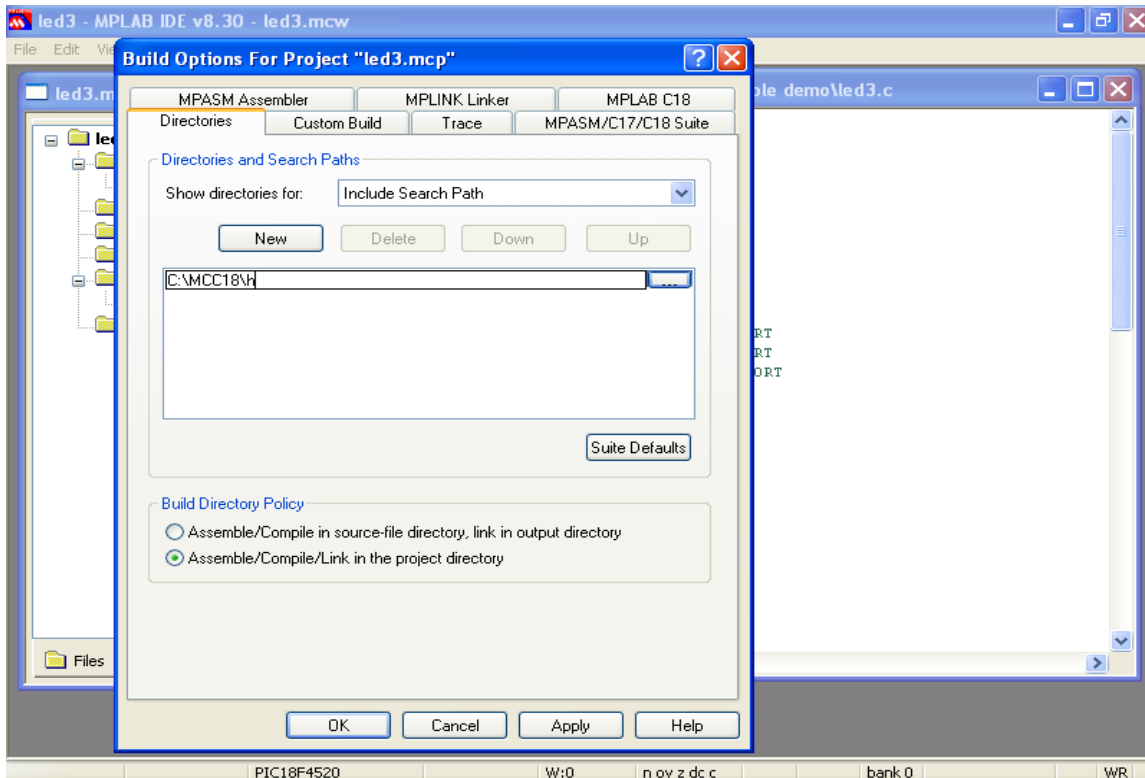 led3 - MPLAB IDE v8.30 - led3.mcw
File Edit Vie
Build Options For Project "led3.mcp"
led3.m
ple demo\led3.c
MPASM Assembler MPLINK Linker MPLAB C18
Directories Custom Build Trace MPASM/C17/C18 Suite
led
Directories and Search Paths
Show directories for: Include Search Path
New Delete Down Up
C:\MCC18\h ...
RT
RT
ORT
Suite Defaults
Build Directory Policy
Assemble/Compile in source-file directory, link in output directory
Assemble/Compile/Link in the project directory
Files
OK Cancel Apply Help
PIC18F4520 W:0 n ov z dc c bank 0 WR